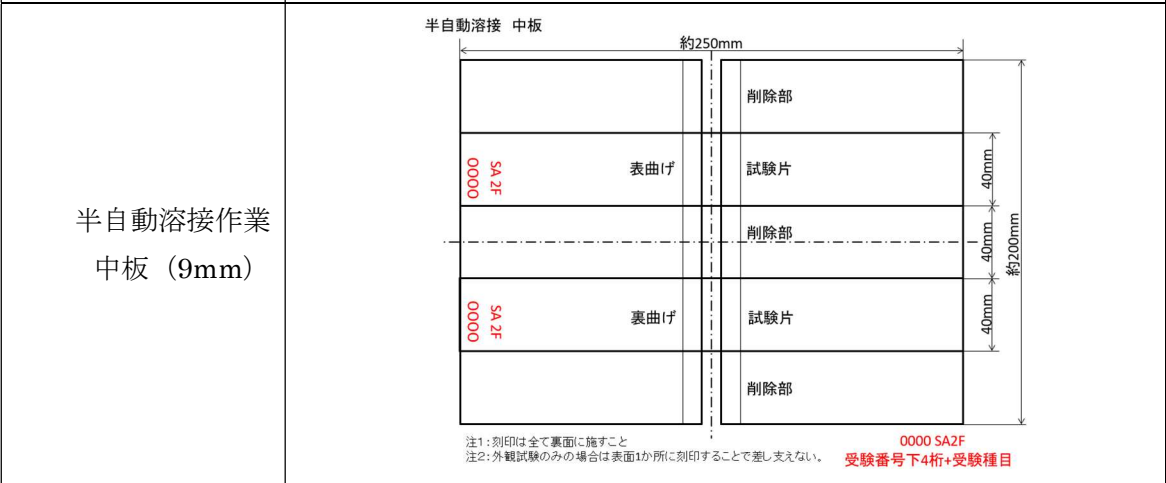 半自動溶接作業
中板（9mm）
半自動溶接 中板
約250mm
削除部
表曲げ
試験片
SA 2F
0000
40mm
削除部
40mm
約200mm
裏曲げ
試験片
SA 2F
0000
40mm
削除部
注1：刻印は全て裏面に施すこと
注2：外観試験のみの場合は表面1か所に刻印することで差し支えない。
0000 SA2F
受験番号下4桁+受験種目